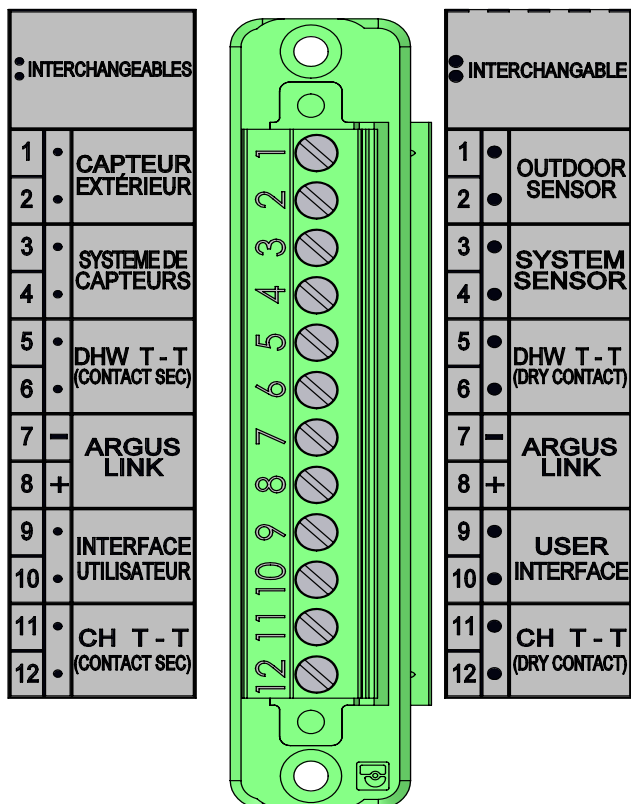 INTERCHANGEABLES
1
CAPTEUR
EXTÉRIEUR
2
3
SYSTEME DE
CAPTEURS
4
5
DHW T - T
(CONTACT SEC)
6
7 −
ARGUS
LINK
8 +
9
INTERFACE
UTILISATEUR
10
11
CH T - T
(CONTACT SEC)
12
1
2
3
4
5
6
7
8
9
10
11
12
INTERCHANGABLE
1
OUTDOOR
SENSOR
2
3
SYSTEM
SENSOR
4
5
DHW T - T
(DRY CONTACT)
6
7 −
ARGUS
LINK
8 +
9
USER
INTERFACE
10
11
CH T - T
(DRY CONTACT)
12